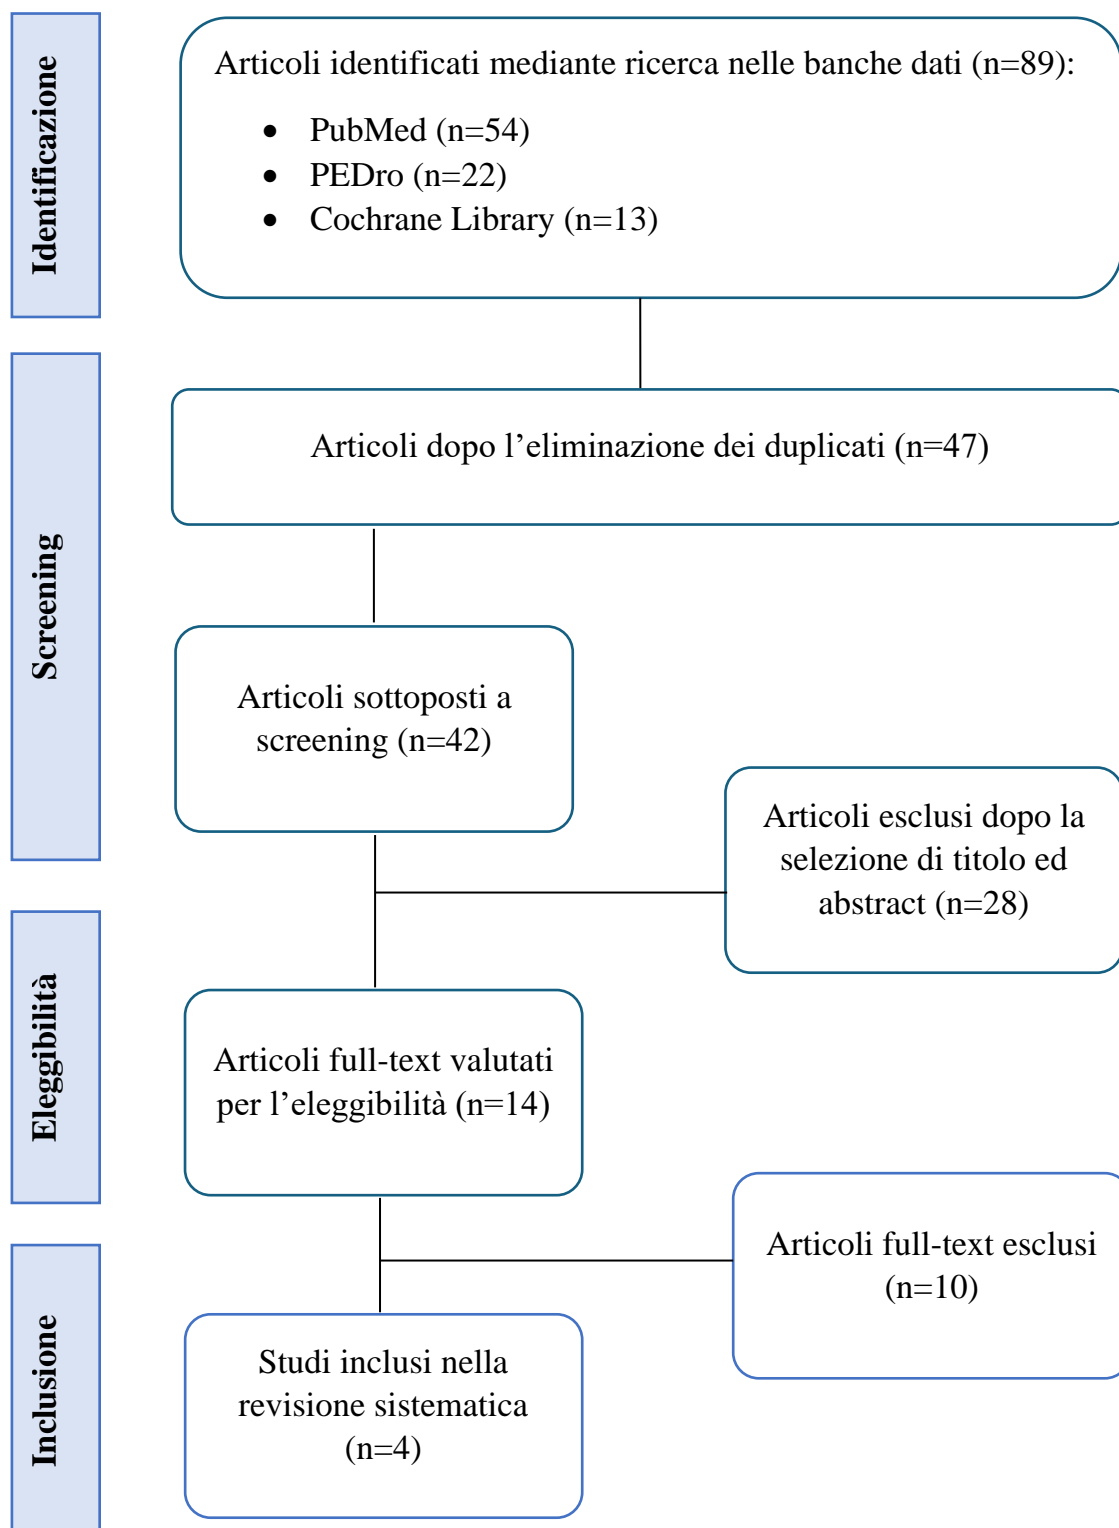 Identificazione
Articoli identificati mediante ricerca nelle banche dati (n=89):
• PubMed (n=54)
• PEDro (n=22)
• Cochrane Library (n=13)
Screening
Articoli dopo l’eliminazione dei duplicati (n=47)
Articoli sottoposti a
screening (n=42)
Articoli esclusi dopo la
selezione di titolo ed
abstract (n=28)
Eleggibilità
Articoli full-text valutati
per l’eleggibilità (n=14)
Articoli full-text esclusi
(n=10)
Inclusione
Studi inclusi nella
revisione sistematica
(n=4)